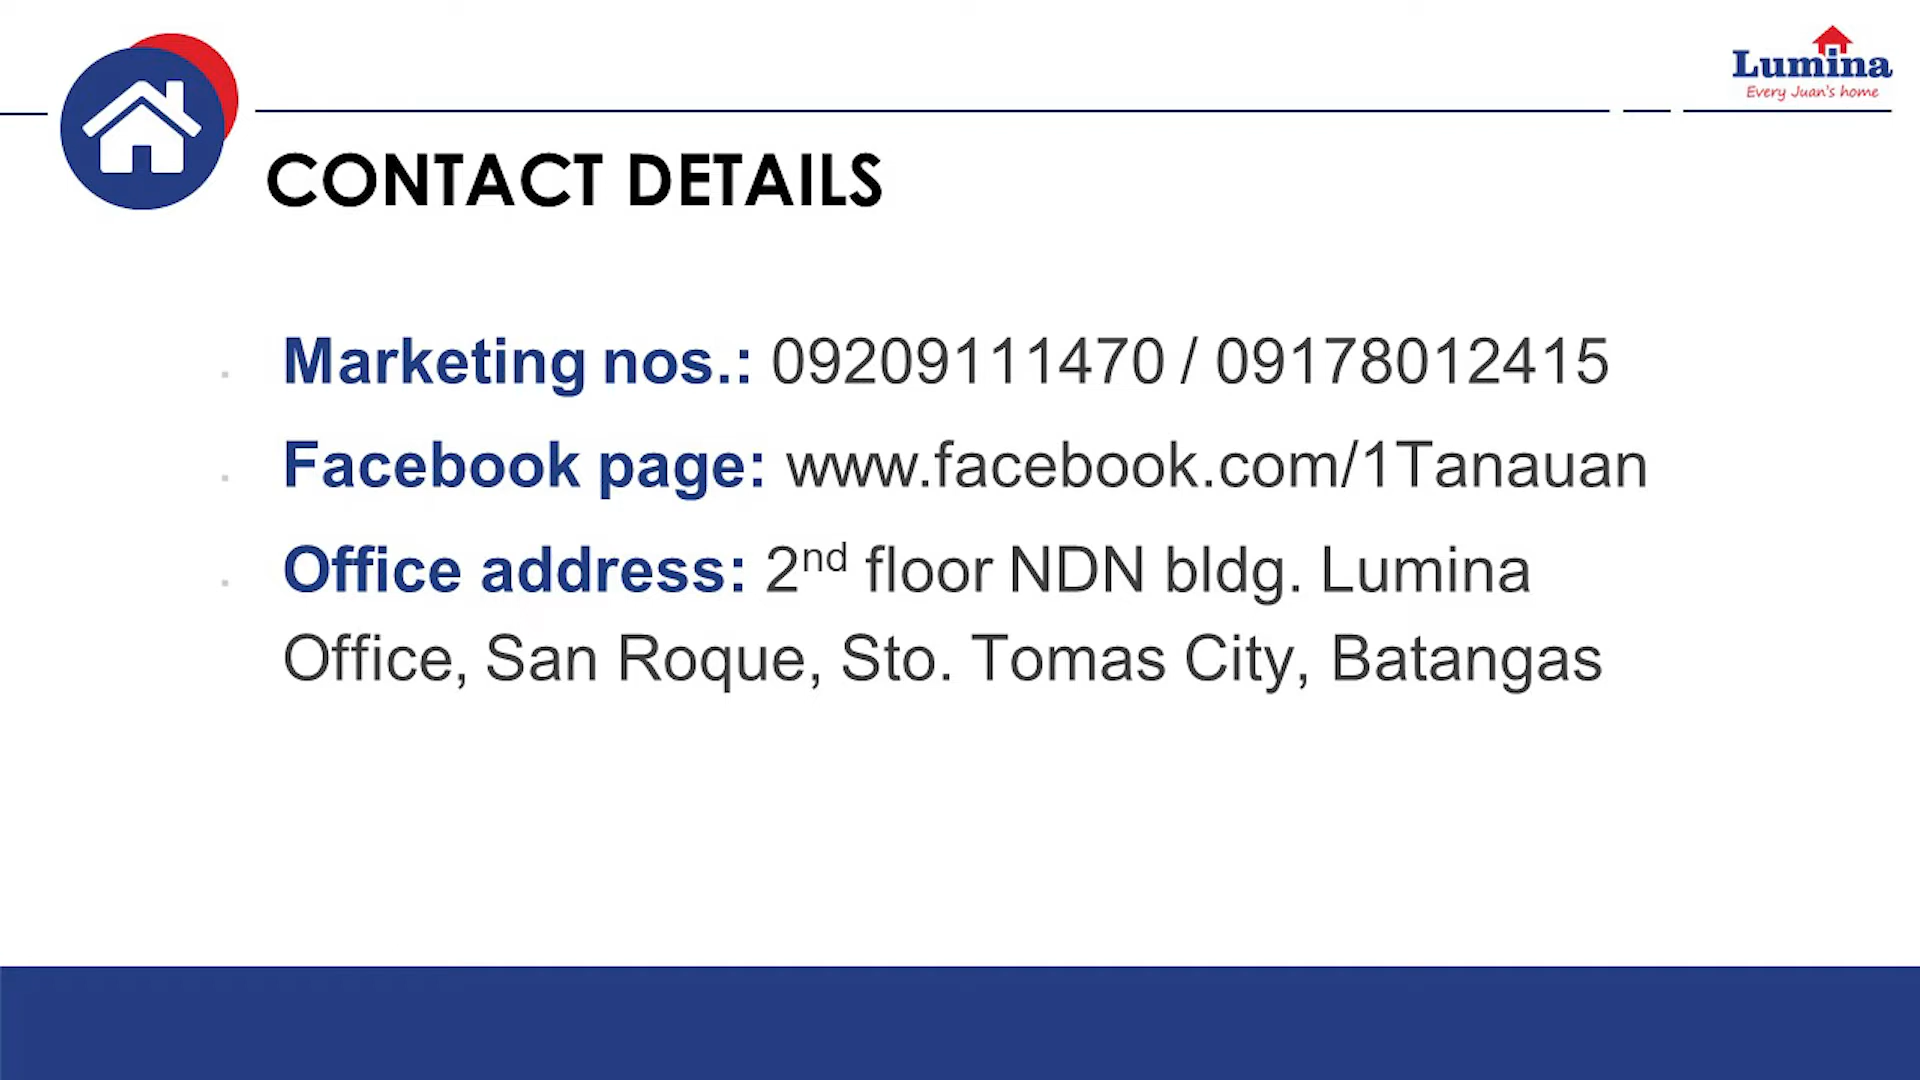 Lumina
Every Juan's home
CONTACT DETAILS
Marketing nos.: 09209111470 / 09178012415
Facebook page: www.facebook.com/1Tanauan
Office address: 2nd floor NDN bldg. Lumina
Office, San Roque, Sto. Tomas City, Batangas